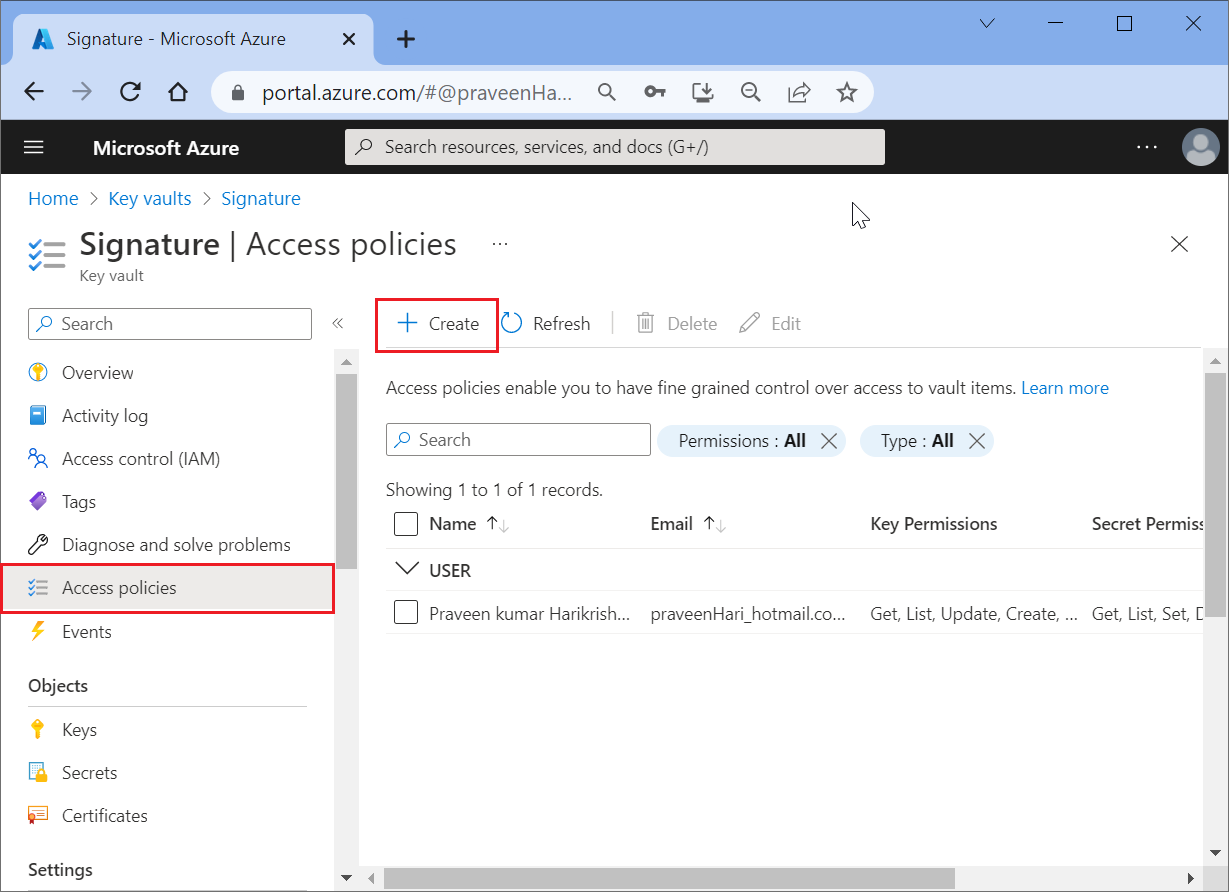 Signature - Microsoft Azure
portal.azure.com/#@praveenHa...
Microsoft Azure
Search resources, services, and docs (G+/)
Home > Key vaults > Signature
Signature | Access policies
Key vault
Search
Create
Refresh
Delete
Edit
Overview
Activity log
Access control (IAM)
Tags
Diagnose and solve problems
Access policies
Events
Objects
Keys
Secrets
Certificates
Settings
Access policies enable you to have fine grained control over access to vault items. Learn more
Search
Permissions : All
Type : All
Showing 1 to 1 of 1 records.
Name Email Key Permissions Secret Permiss
USER
Praveen kumar Harikrish... praveenHari_hotmail.co... Get, List, Update, Create, ... Get, List, Set, D